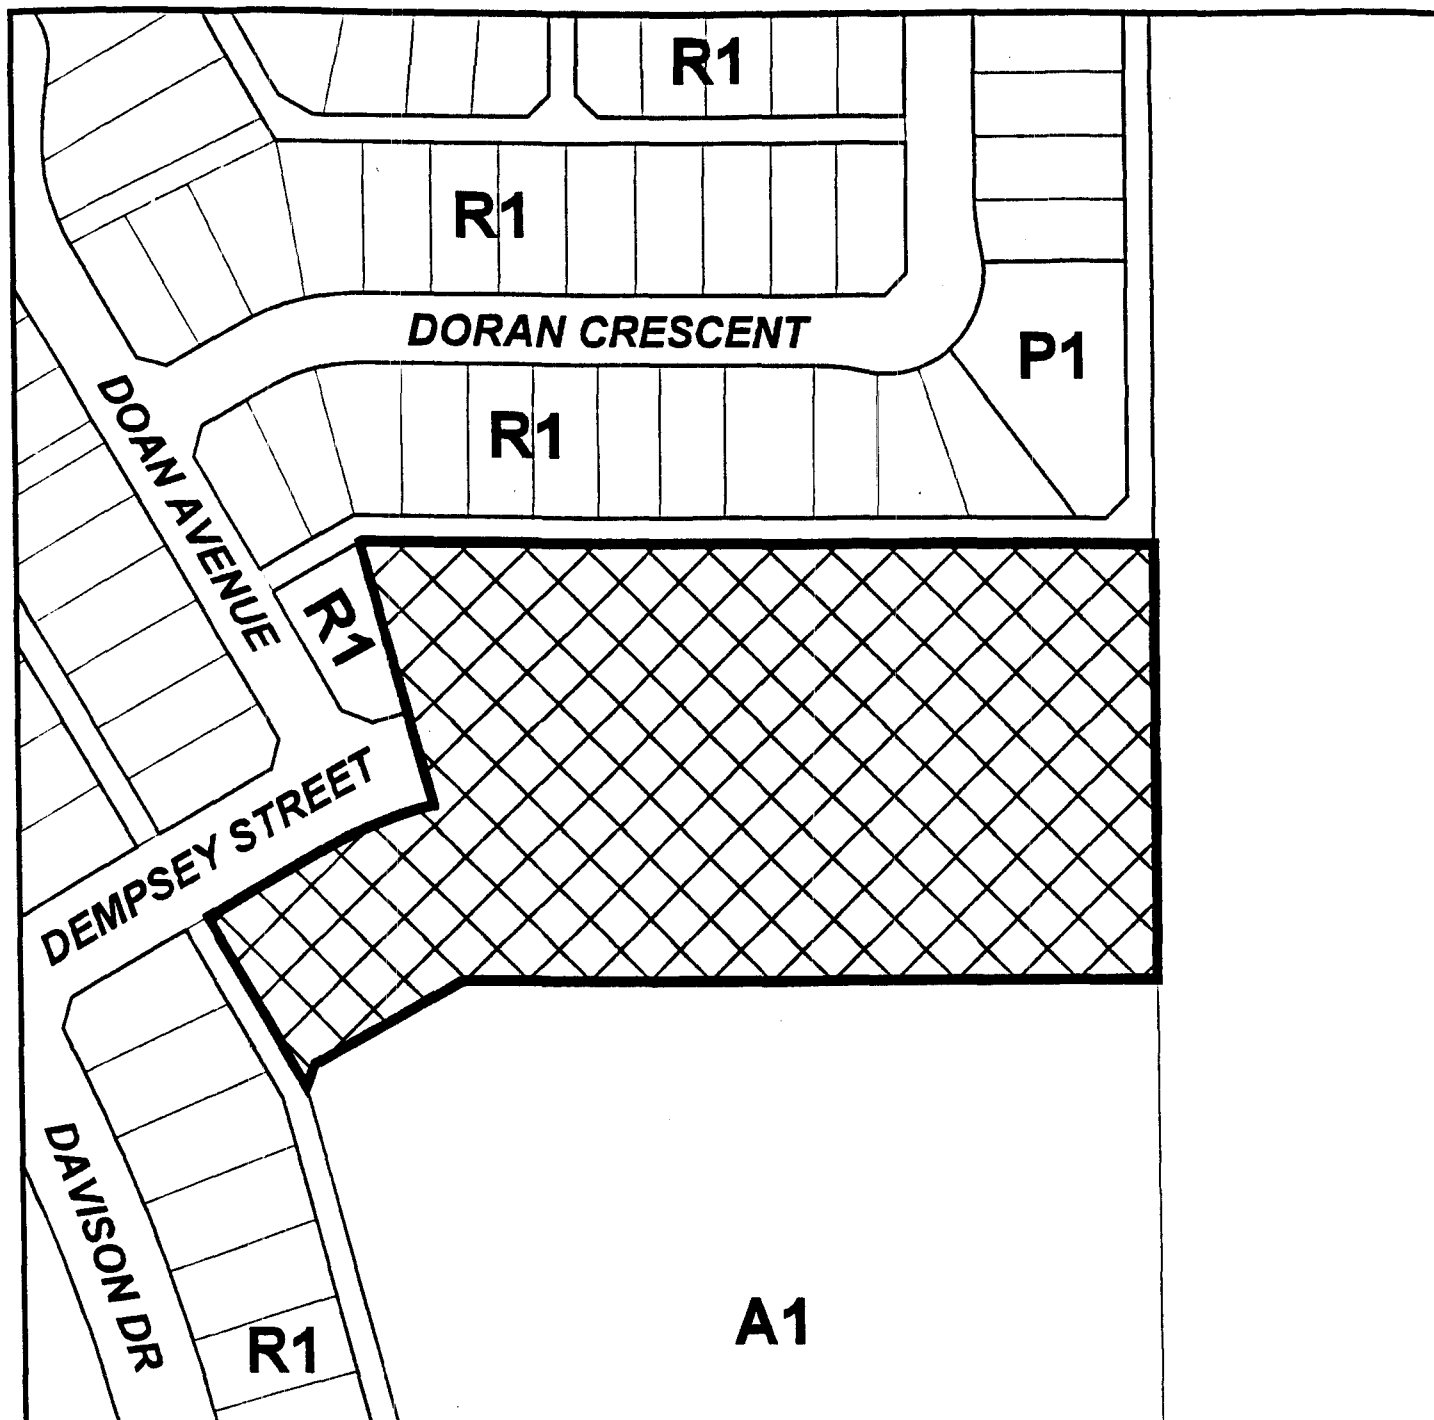 R1
R1
DORAN CRESCENT
P1
DOAN AVENUE
R1
R1
DEMPSEY STREET
DAVISON DR
R1
A1